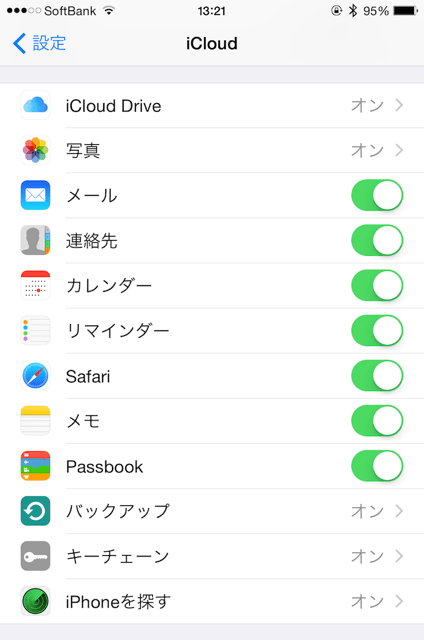 SoftBank 13:21 95%
設定 iCloud
iCloud Drive オン
写真 オン
メール
連絡先
カレンダー
リマインダー
Safari
メモ
Passbook
バックアップ オン
キーチェーン オン
iPhoneを探す オン